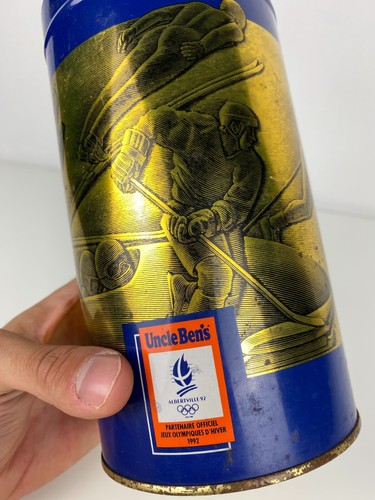 Uncle Ben's
ALBERTVILLE 92
PARTENAIRE OFFICIEL
JEUX OLYMPIQUES D'HIVER
1992